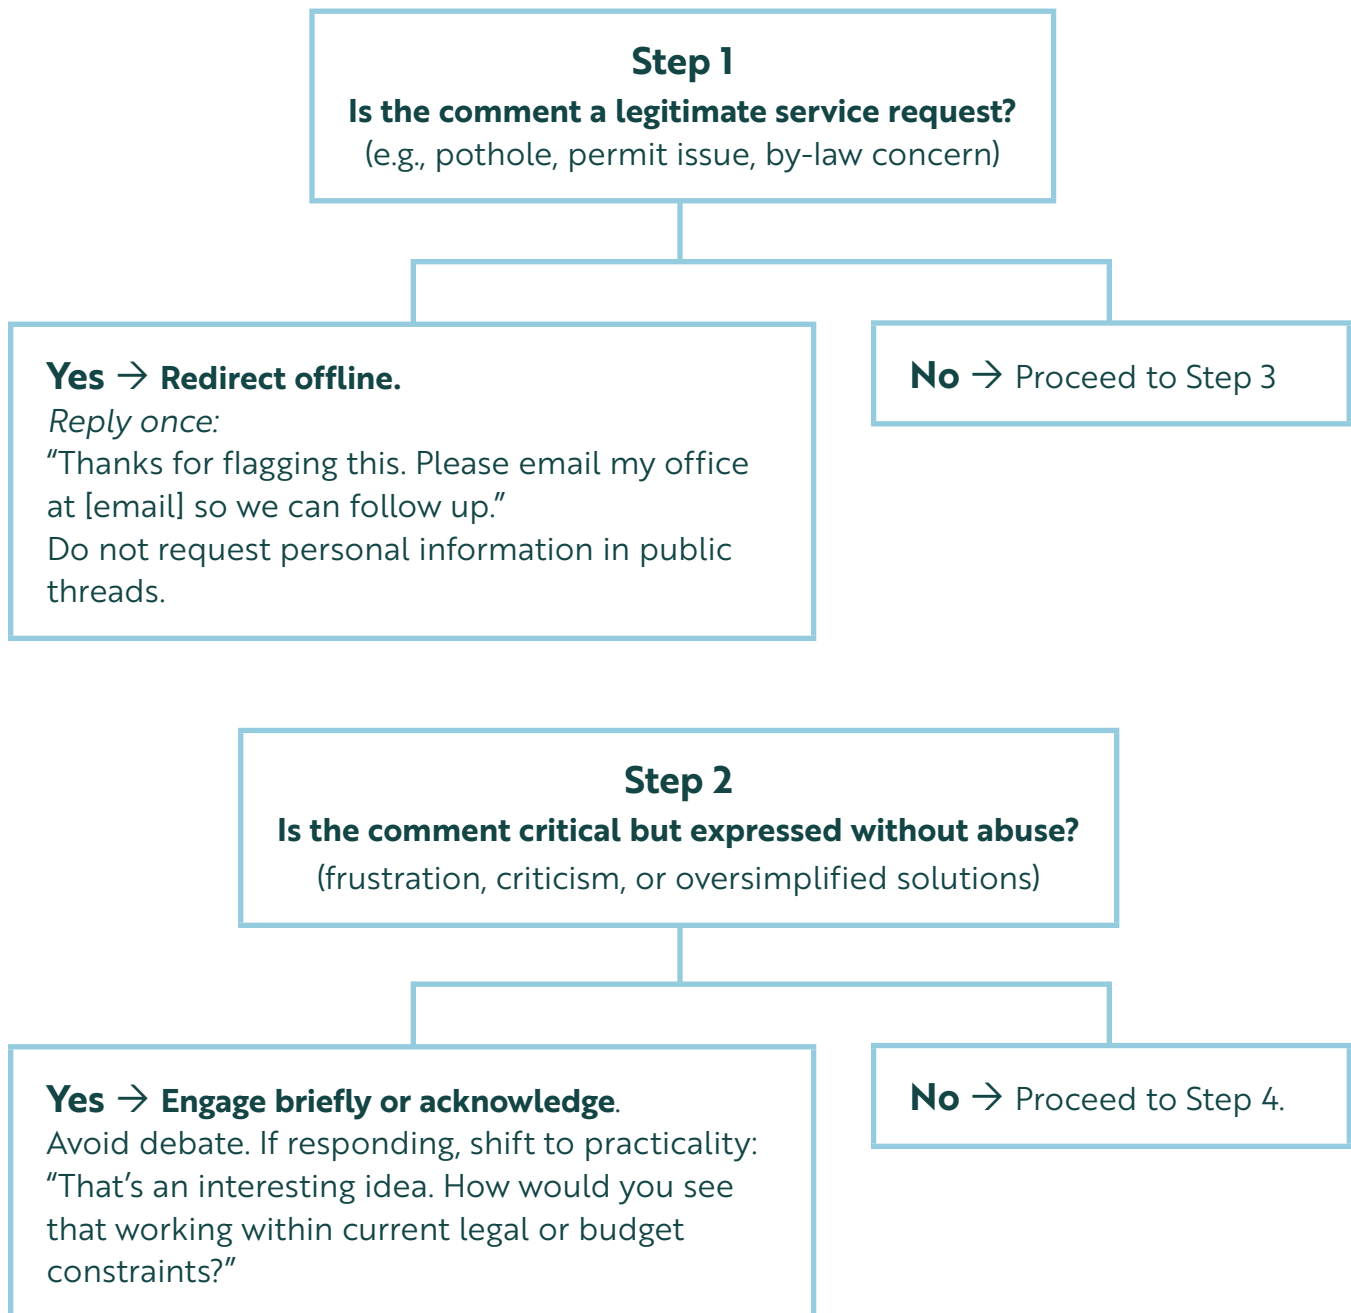 Step 1
Is the comment a legitimate service request?
(e.g., pothole, permit issue, by-law concern)
Yes → Redirect offline.
Reply once:
“Thanks for flagging this. Please email my office
at [email] so we can follow up.”
Do not request personal information in public
threads.
No → Proceed to Step 3
Step 2
Is the comment critical but expressed without abuse?
(frustration, criticism, or oversimplified solutions)
Yes → Engage briefly or acknowledge.
Avoid debate. If responding, shift to practicality:
“That’s an interesting idea. How would you see
that working within current legal or budget
constraints?”
No → Proceed to Step 4.